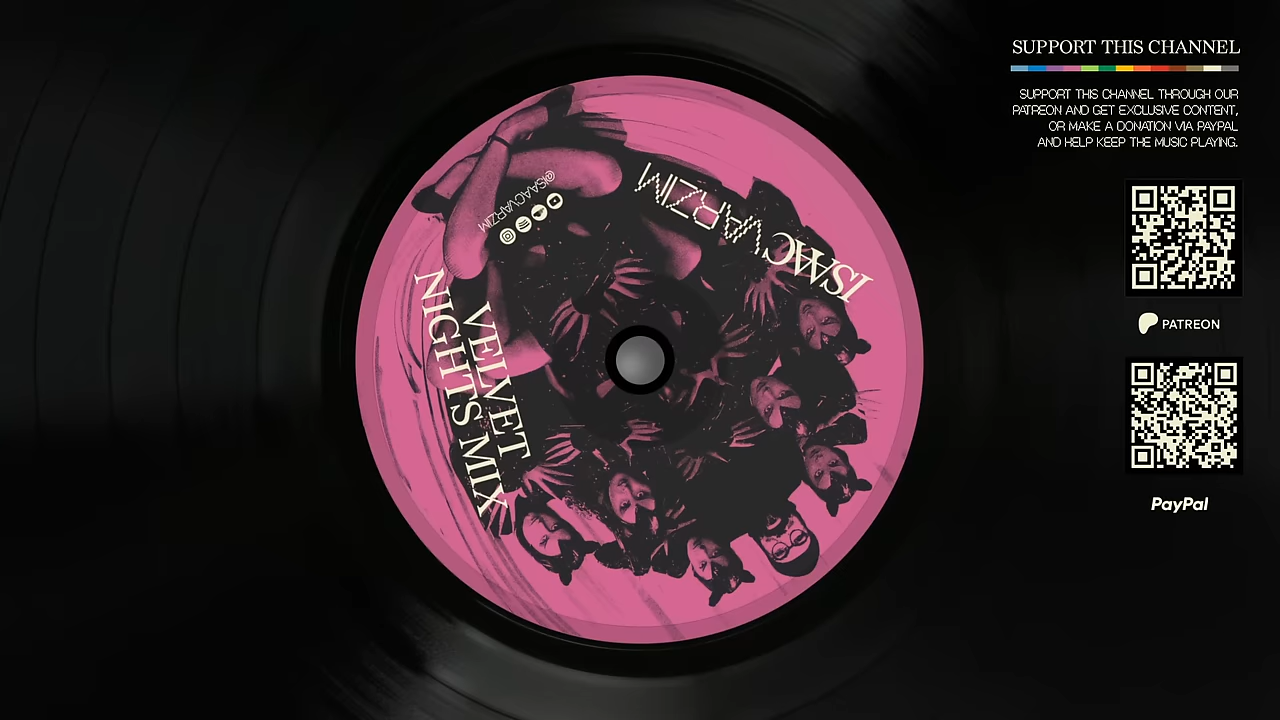 SUPPORT THIS CHANNEL
SUPPORT THIS CHANNEL THROUGH OUR
PATREON AND GET EXCLUSIVE CONTENT,
OR MAKE A DONATION VIA PAYPAL
AND HELP KEEP THE MUSIC PLAYING.
PATREON
PayPal
ISAAC VARZIM
@ISAACVARZIM
VELVET
NIGHTS MIX